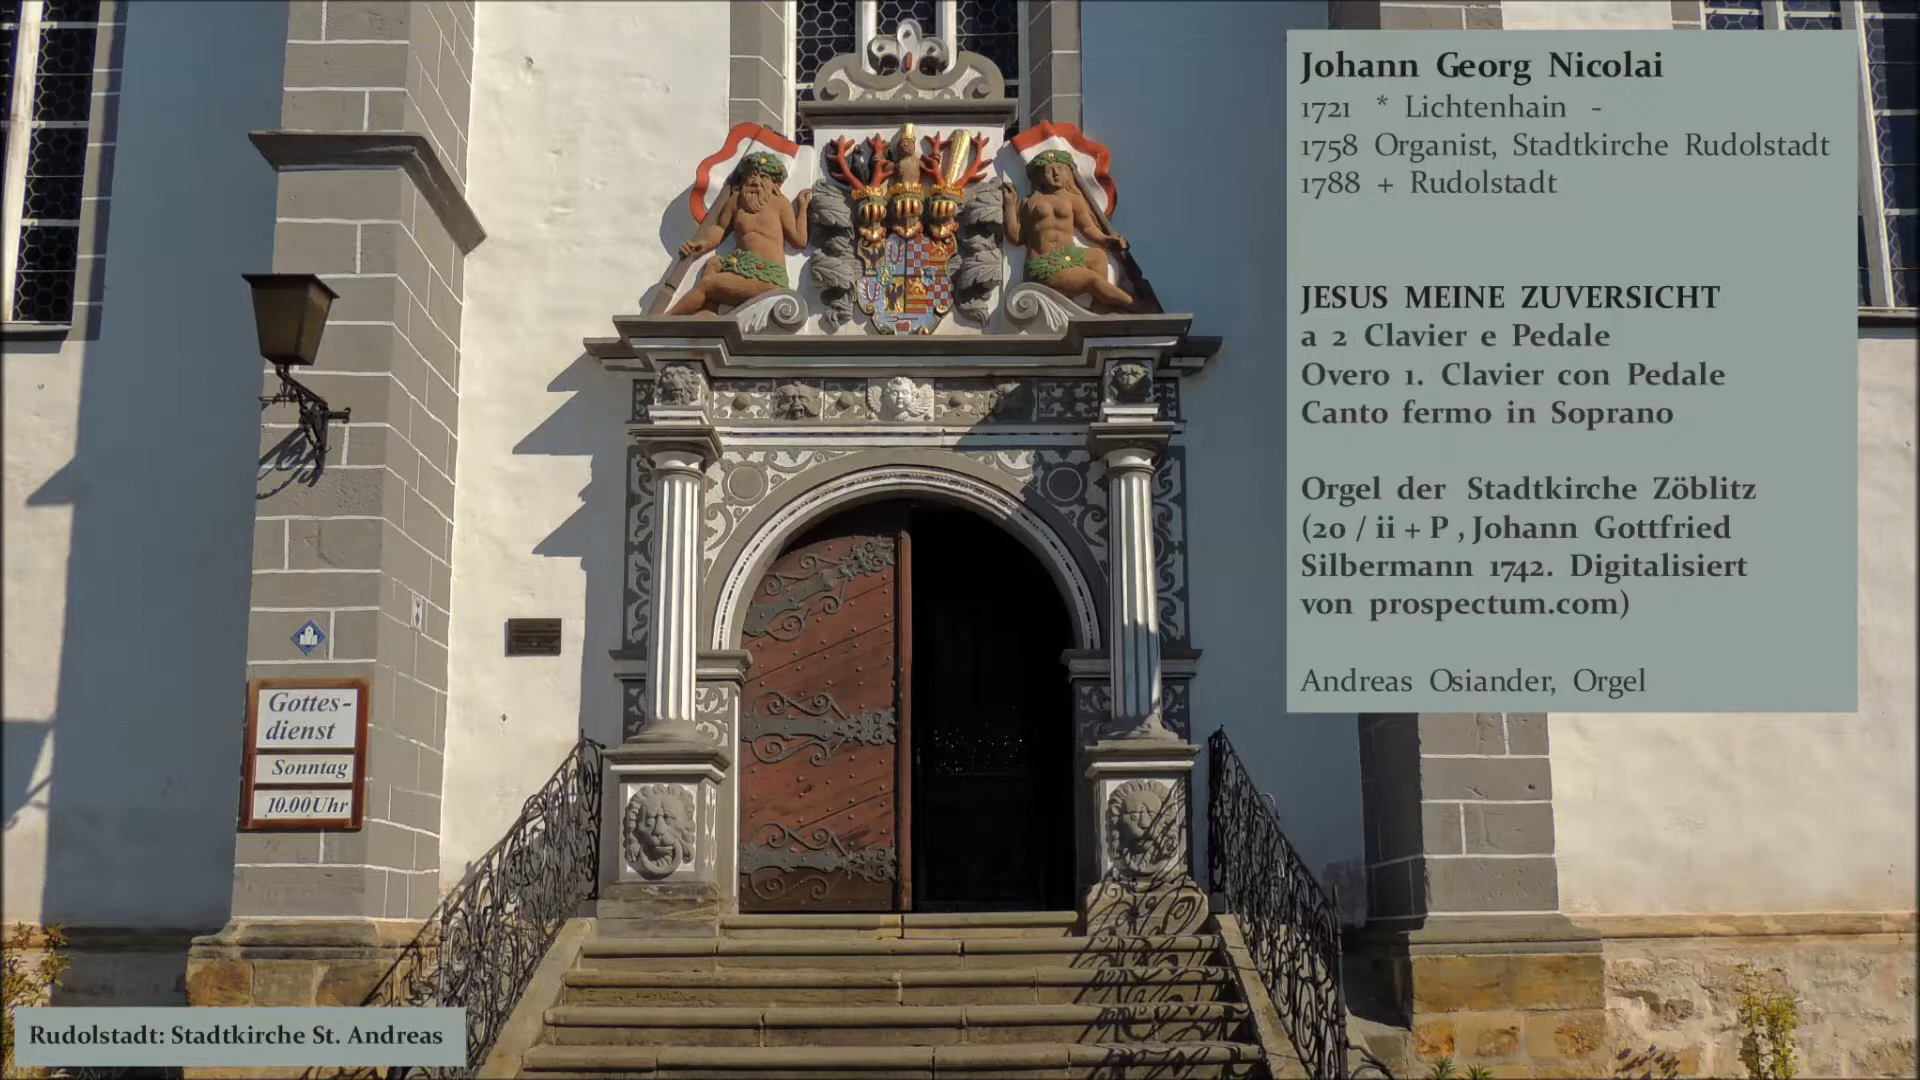 Johann Georg Nicolai
1721 * Lichtenhain -
1758 Organist, Stadtkirche Rudolstadt
1788 + Rudolstadt
JESUS MEINE ZUVERSICHT
a 2 Clavier e Pedale
Overo 1. Clavier con Pedale
Canto fermo in Soprano
Orgel der Stadtkirche Zöblitz
(20 / ii + P , Johann Gottfried
Silbermann 1742. Digitalisiert
von prospectum.com)
Andreas Osiander, Orgel
Gottes-
dienst
Sonntag
10.00 Uhr
Rudolstadt: Stadtkirche St. Andreas